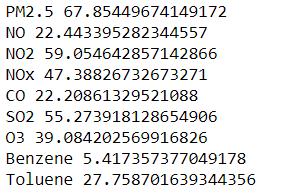 PM2.5 67.85449674149172
NO 22.443395282344557
NO2 59.054642857142866
NOx 47.38826732673271
CO 22.20861329521088
SO2 55.273918128654906
O3 39.084202569916826
Benzene 5.417357377049178
Toluene 27.758701639344356